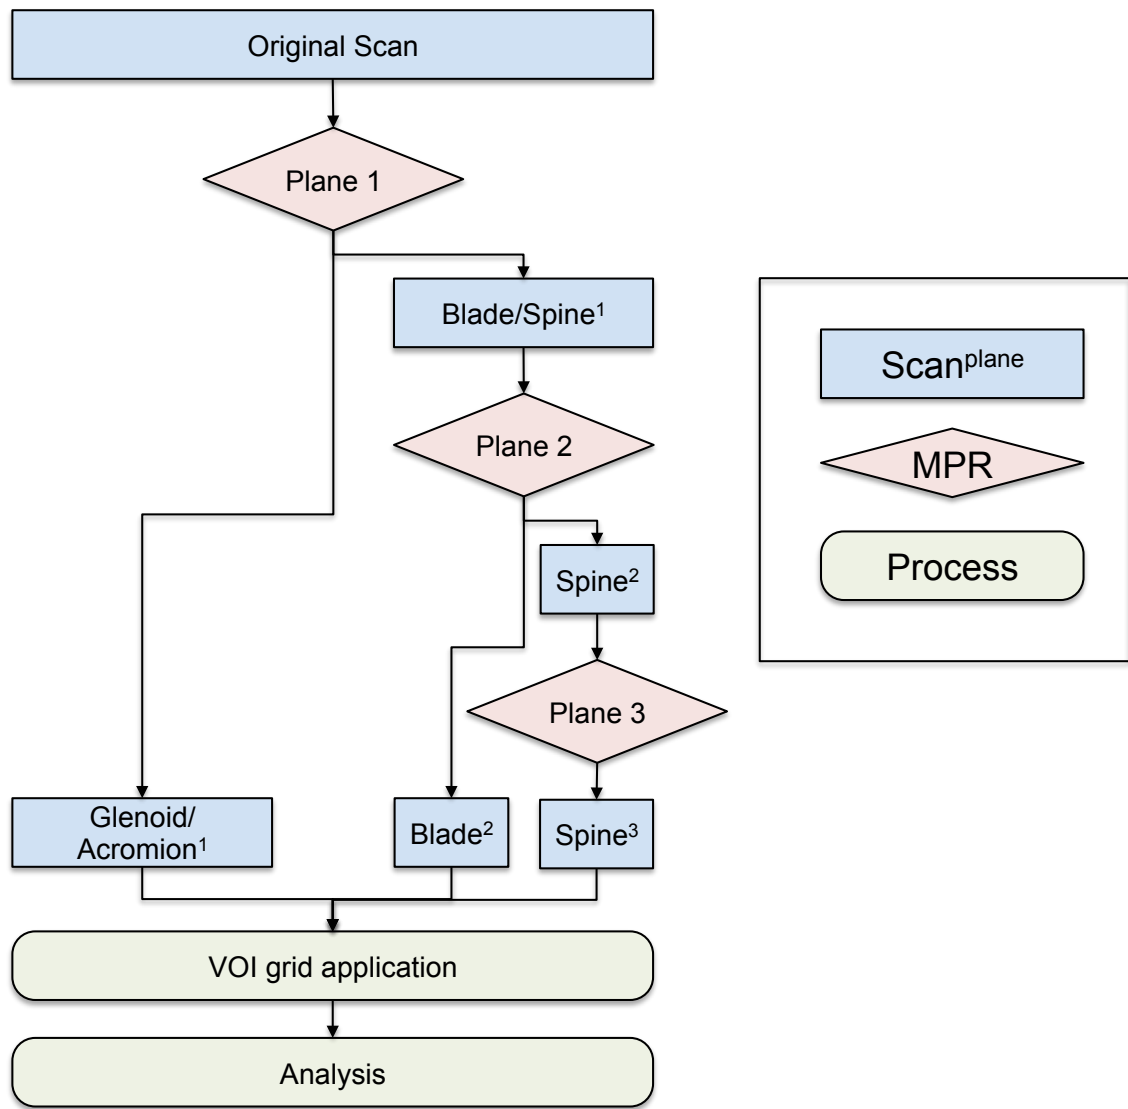 Original Scan
Plane 1
Blade/Spine¹
Plane 2
Spine²
Plane 3
Glenoid/
Acromion¹
Blade²
Spine³
VOI grid application
Analysis
Scanᵖˡᵃⁿᵉ
MPR
Process